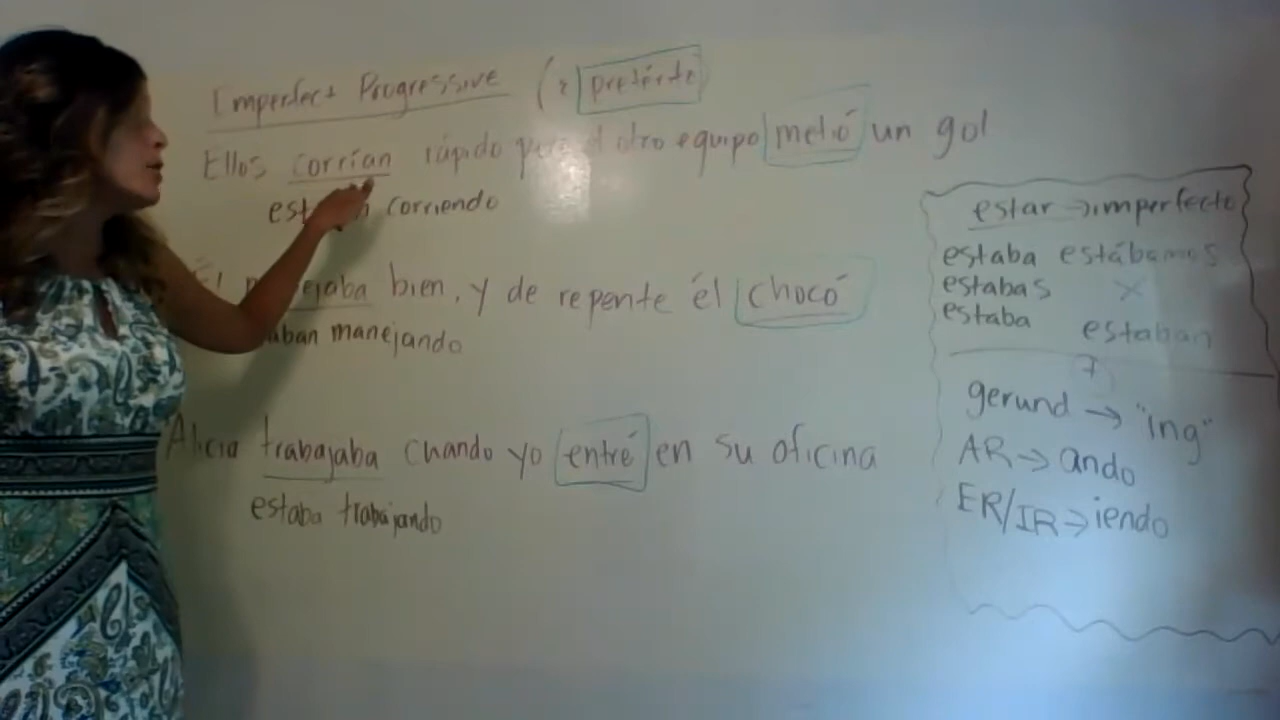 Imperfect Progressive (y pretérito)
Ellos corrían rápido pero el otro equipo metió un gol
corriendo
bien, y de repente él chocó
manejando
Alicia trabajaba cuando yo entré en su oficina
estaba trabajando
estar → imperfecto
estaba estábamos
estabas X
estaba estaban
+
gerund → "ing"
AR → ando
ER/IR → iendo